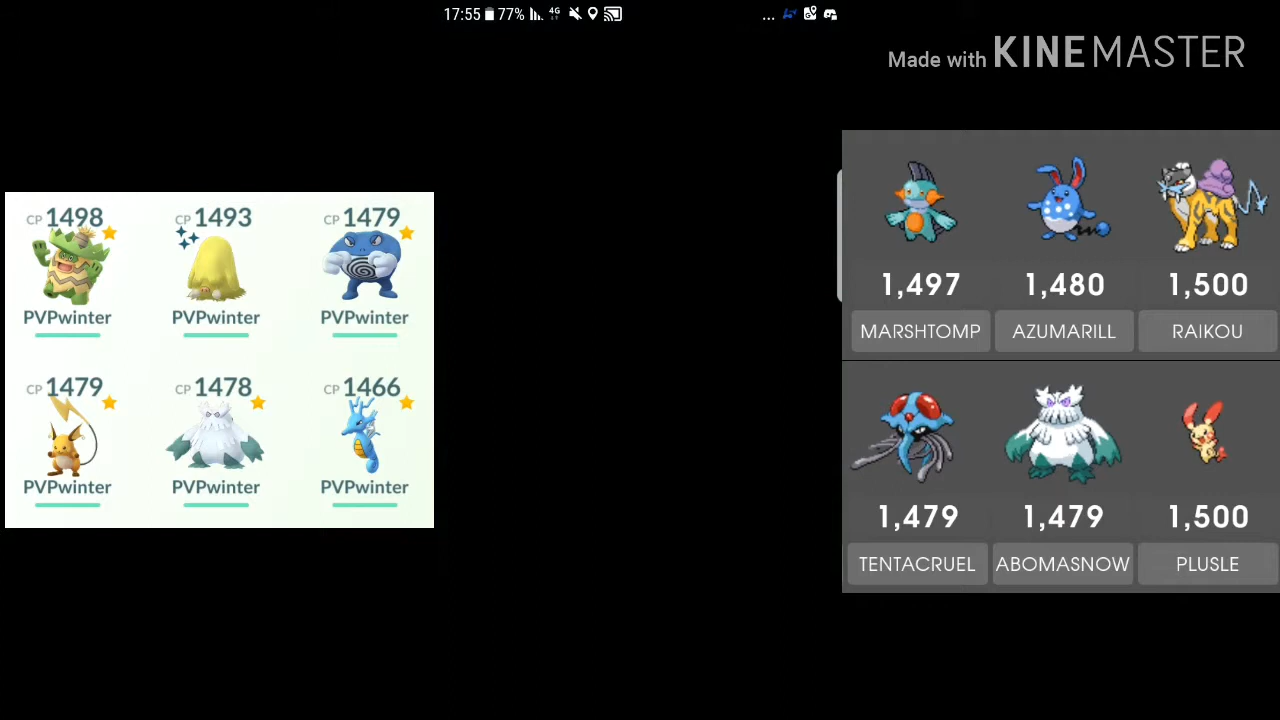 17:55 77% 4G ...
Made with KINEMASTER
CP 1498 CP 1493 CP 1479
PVPwinter PVPwinter PVPwinter
CP 1479 CP 1478 CP 1466
PVPwinter PVPwinter PVPwinter
1,497 1,480 1,500
MARSHTOMP AZUMARILL RAIKOU
1,479 1,479 1,500
TENTACRUEL ABOMASNOW PLUSLE